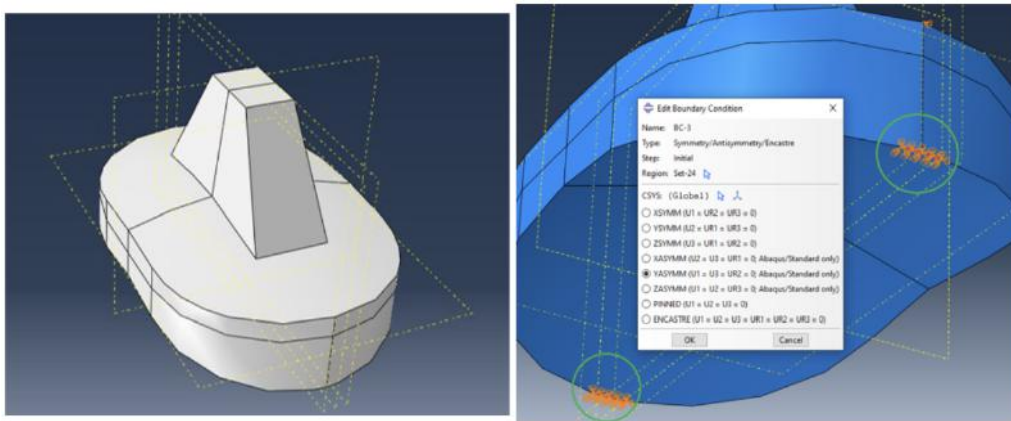 Edit Boundary Condition
Name: BC-3
Type: Symmetry/Antisymmetry/Encastre
Step: Initial
Region: Set-24
CSYS: (Global)
XSYMM (U1 = UR2 = UR3 = 0)
YSYMM (U2 = UR1 = UR3 = 0)
ZSYMM (U3 = UR1 = UR2 = 0)
XASYMM (U2 = U3 = UR1 = 0; Abaqus/Standard only)
YASYMM (U1 = U3 = UR2 = 0; Abaqus/Standard only)
ZASYMM (U1 = U2 = UR3 = 0; Abaqus/Standard only)
PINNED (U1 = U2 = U3 = 0)
ENCASTRE (U1 = U2 = U3 = UR1 = UR2 = UR3 = 0)
OK Cancel